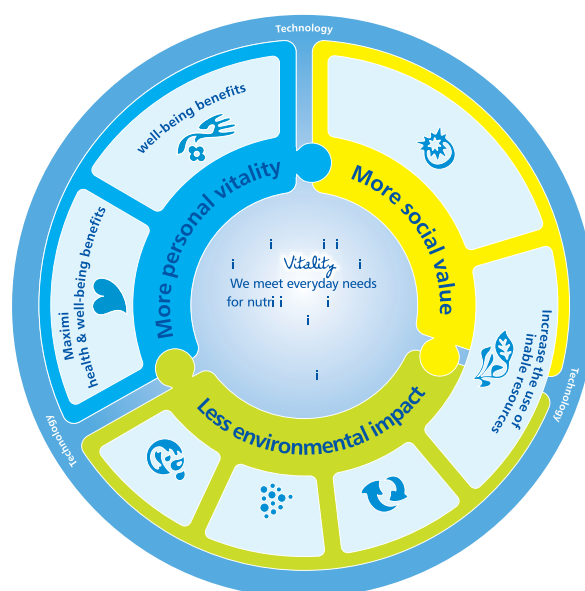 Technology
well-being benefits
Maximi
health & well-being benefits
More personal vitality
More social value
Increase the use of
inable resources
Less environmental impact
Vitality
We meet everyday needs
for nutri
Technology
Technology